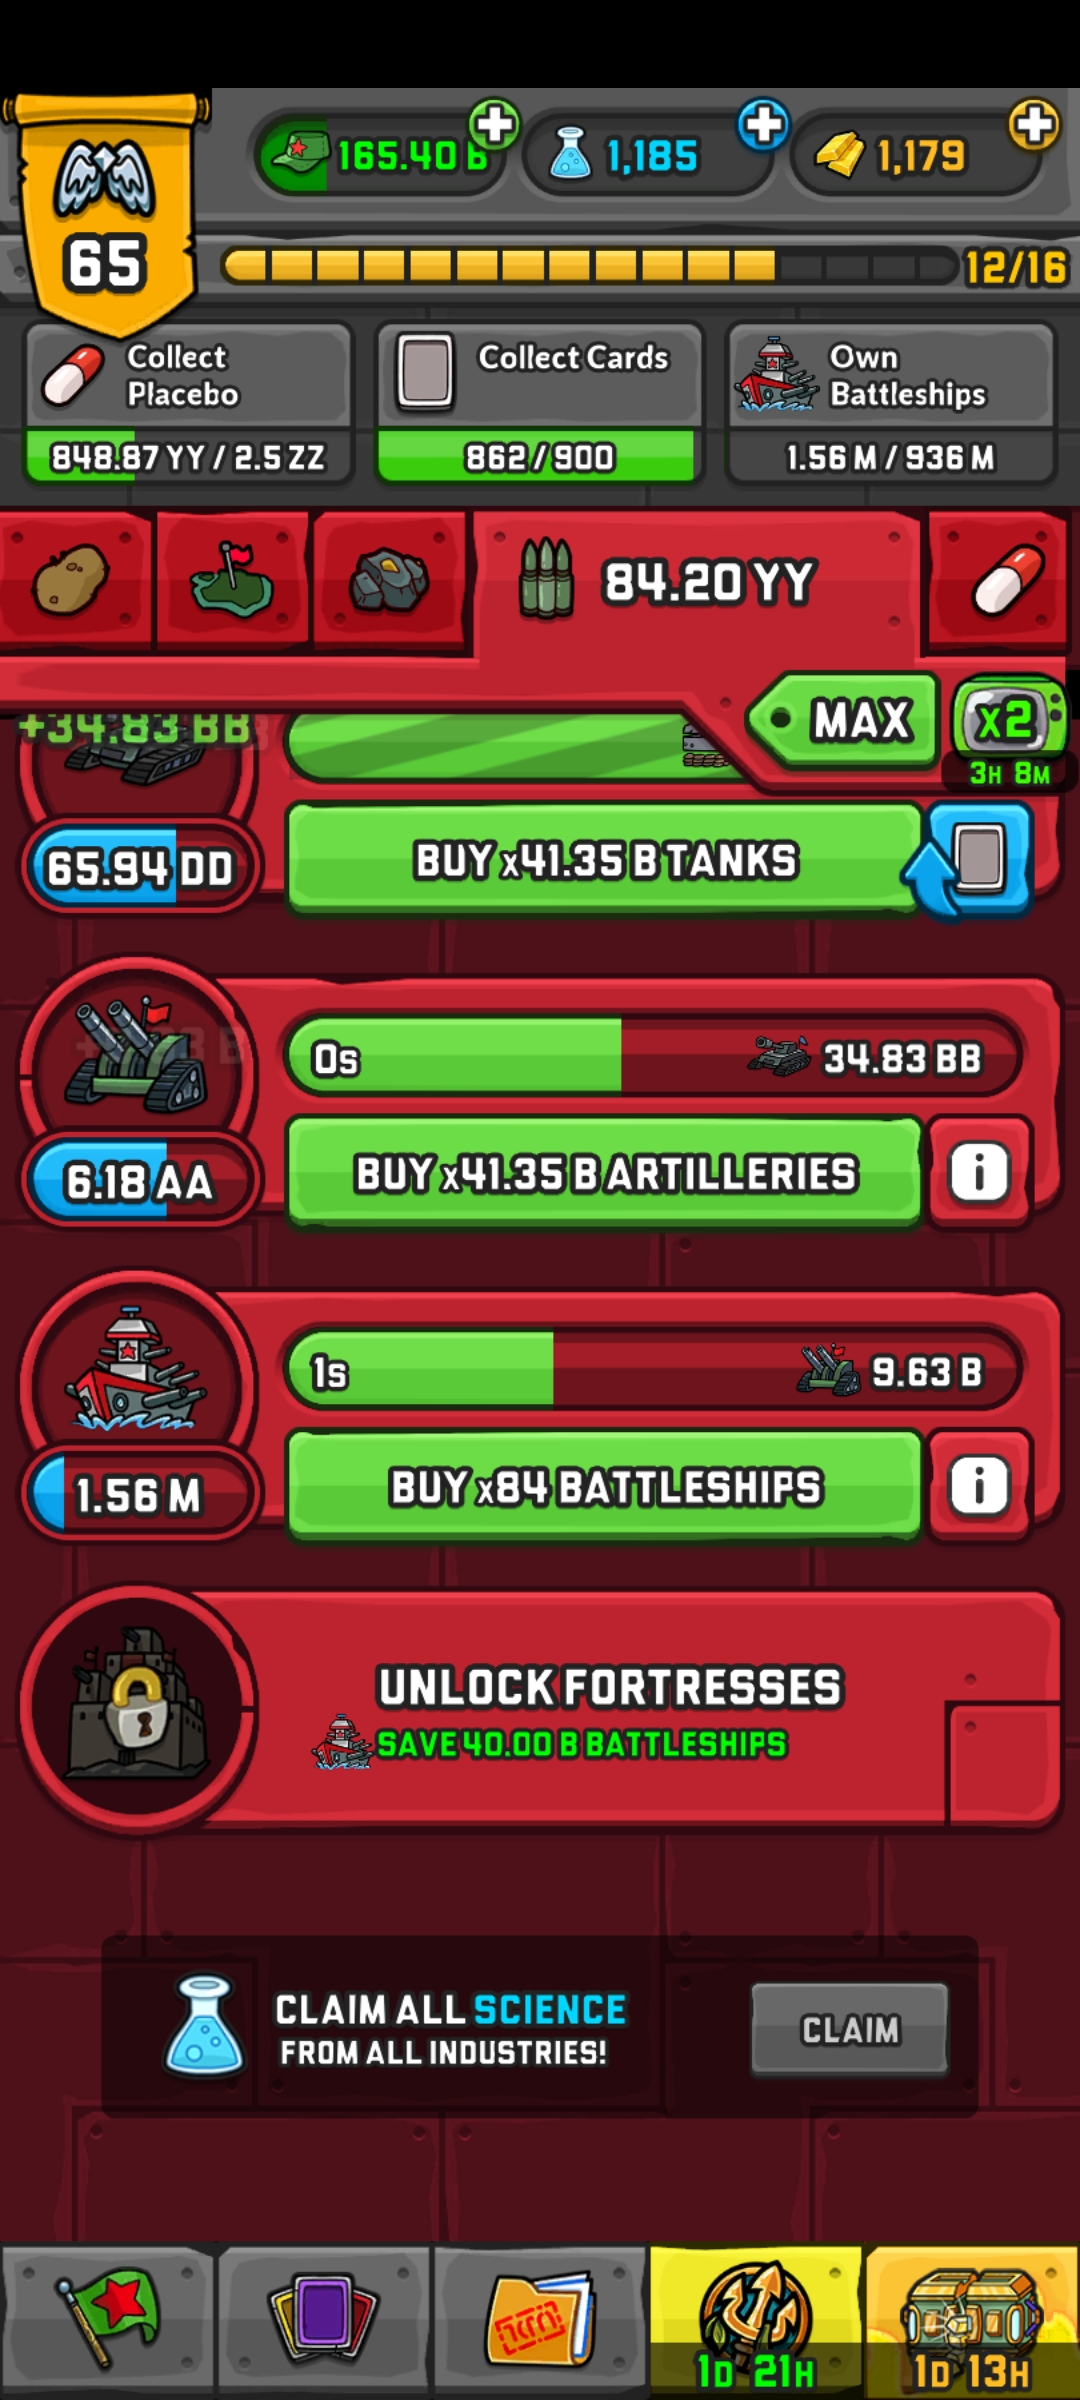 165.40 B
1,185
1,179
65
12/16
Collect
Placebo
848.87 YY / 2.5 ZZ
Collect Cards
862/900
Own
Battleships
1.56 M / 936 M
84.20 YY
MAX
x2
3H 8M
+34.83 BB
65.94 DD
BUY x41.35 B TANKS
0s
34.83 BB
6.18 AA
BUY x41.35 B ARTILLERIES
i
1s
9.63 B
1.56 M
BUY x84 BATTLESHIPS
i
UNLOCK FORTRESSES
SAVE 40.00 B BATTLESHIPS
CLAIM ALL SCIENCE
FROM ALL INDUSTRIES!
CLAIM
1D 21H
1D 13H